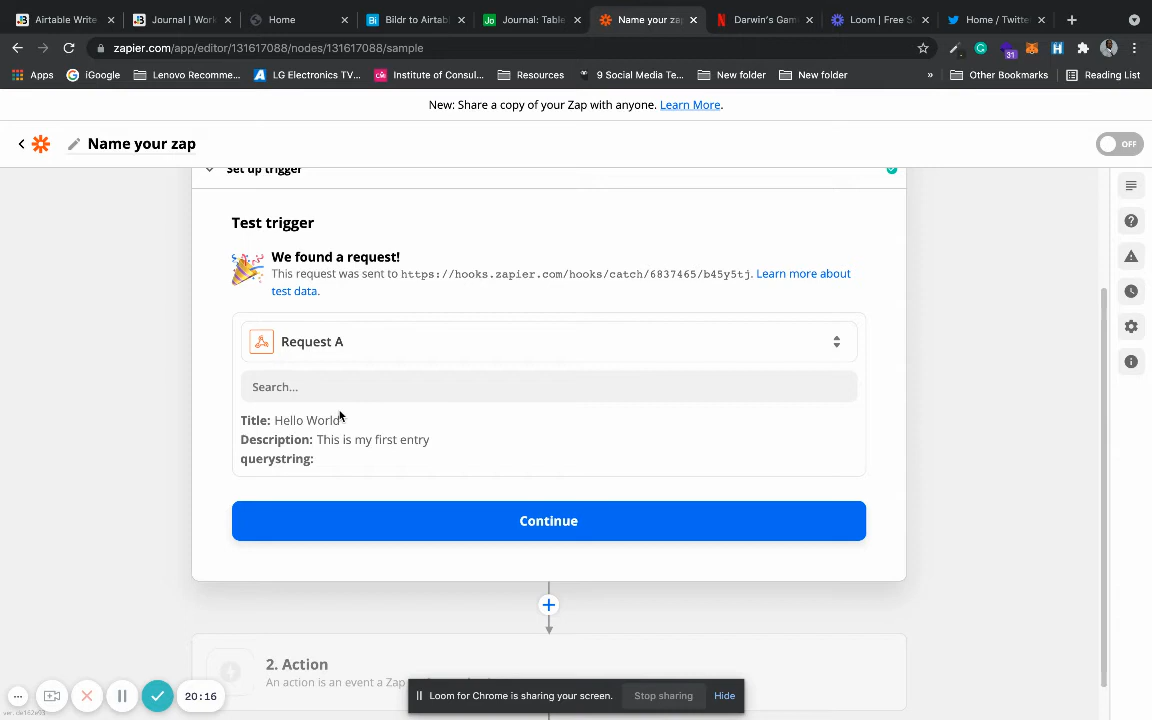 Airtable Write
Journal | Work
Home
Bildr to Airtab
Journal: Table
Name your zap
Darwin's Gam
Loom | Free S
Home / Twitte
zapier.com/app/editor/131617088/nodes/131617088/sample
31
Apps
iGoogle
Lenovo Recomme...
LG Electronics TV...
Institute of Consul...
Resources
9 Social Media Te...
New folder
New folder
»
Other Bookmarks
Reading List
New: Share a copy of your Zap with anyone. Learn More.
Name your zap
OFF
Set up trigger
Test trigger
We found a request!
This request was sent to https://hooks.zapier.com/hooks/catch/6837465/b45y5tj. Learn more about
test data.
Request A
Search...
Title: Hello World
Description: This is my first entry
querystring:
Continue
2. Action
An action is an event a Zap
20:16
Loom for Chrome is sharing your screen.
Stop sharing
Hide